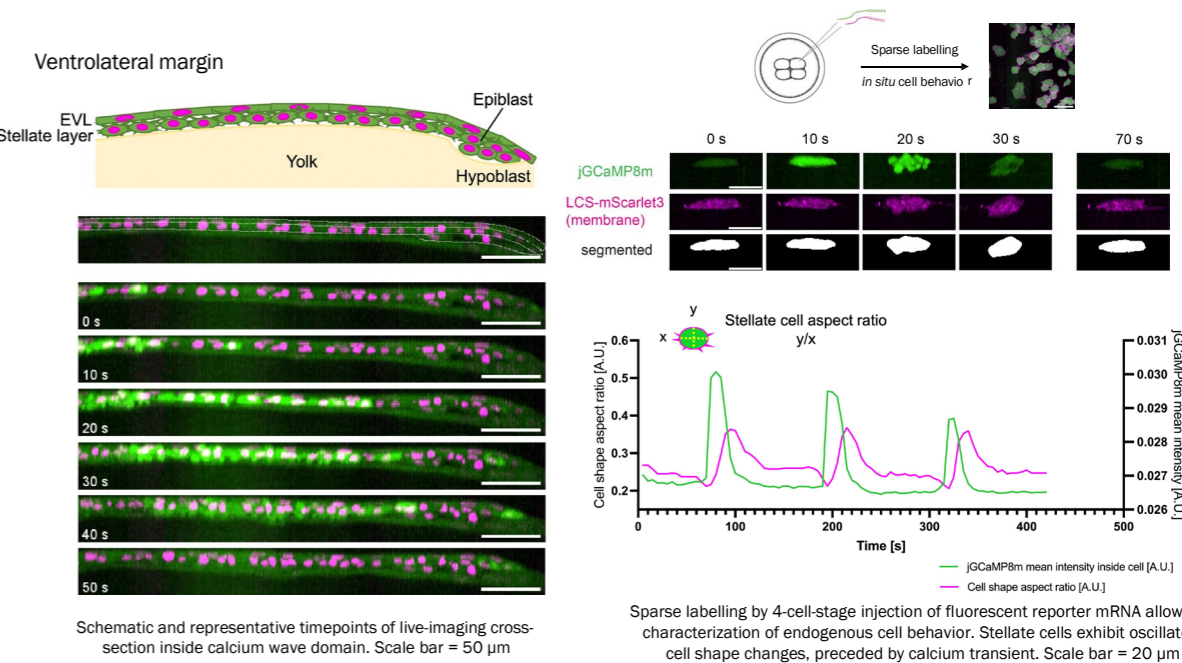 Ventrolateral margin
EVL
Stellate layer
Epiblast
Yolk
Hypoblast
0 s
10 s
20 s
30 s
40 s
50 s
Schematic and representative timepoints of live-imaging cross-
section inside calcium wave domain. Scale bar = 50 µm
Sparse labelling
in situ cell behavio r
0 s 10 s 20 s 30 s 70 s
jGCaMP8m
LCS-mScarlet3
(membrane)
segmented
y
x
Stellate cell aspect ratio
y/x
Cell shape aspect ratio [A.U.]
0.6
0.5
0.4
0.3
0.2
jGCaMP8m mean intensity [A.U.]
0.031
0.030
0.029
0.028
0.027
0.026
0 100 200 300 400 500
Time [s]
jGCaMP8m mean intensity inside cell [A.U.]
Cell shape aspect ratio [A.U.]
Sparse labelling by 4-cell-stage injection of fluorescent reporter mRNA allow
characterization of endogenous cell behavior. Stellate cells exhibit oscillat
cell shape changes, preceded by calcium transient. Scale bar = 20 µm